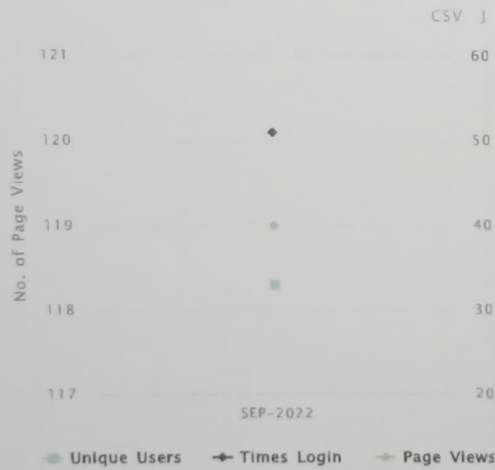 CSV J
121 60
120 50
119 40
118 30
117 20
No. of Page Views
SEP-2022
Unique Users Times Login Page Views